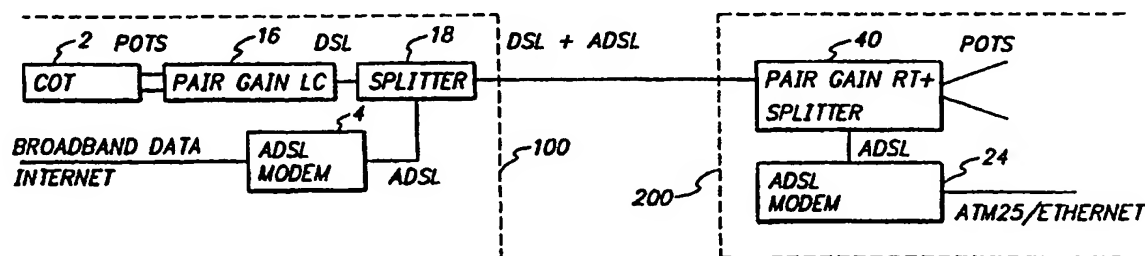 2 POTS 16 DSL 18 DSL + ADSL 40 POTS
COT PAIR GAIN LC SPLITTER PAIR GAIN RT+
SPLITTER
4
BROADBAND DATA
INTERNET
ADSL
MODEM
ADSL
100
200
ADSL
24
ADSL
MODEM
ATM25/ETHERNET